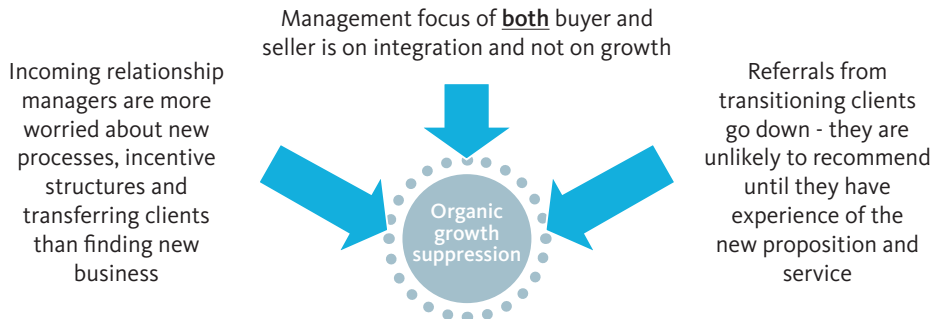 Management focus of both buyer and
seller is on integration and not on growth
Incoming relationship
managers are more
worried about new
processes, incentive
structures and
transferring clients
than finding new
business
Organic
growth
suppression
Referrals from
transitioning clients
go down - they are
unlikely to recommend
until they have
experience of the
new proposition and
service